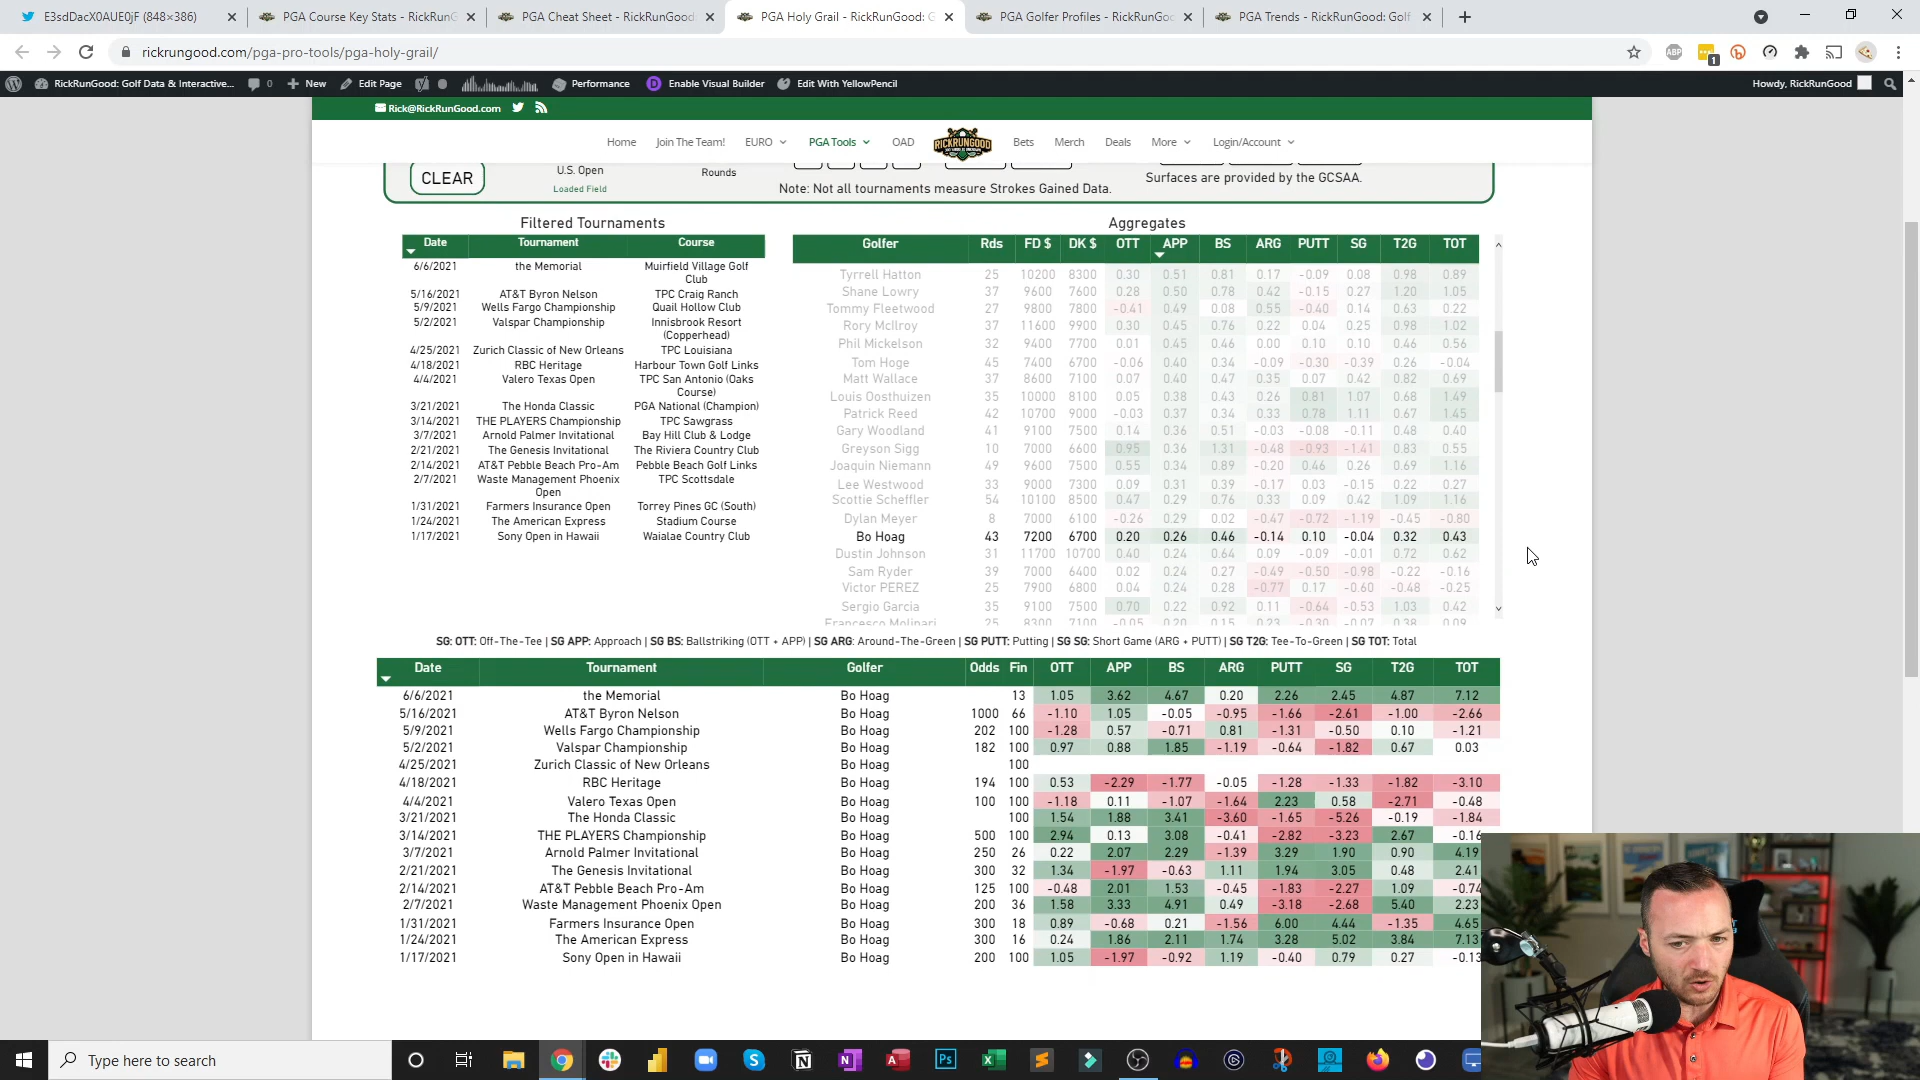 E3sdDacX0AUE0jF (848×386)
PGA Course Key Stats - RickRunG
PGA Cheat Sheet - RickRunGood
PGA Holy Grail - RickRunGood: G
PGA Golfer Profiles - RickRunGo
PGA Trends - RickRunGood: Golf
rickrungood.com/pga-pro-tools/pga-holy-grail/
ABP
1
RickRunGood: Golf Data & Interactive...
0
New
Edit Page
Performance
Enable Visual Builder
Edit With YellowPencil
Howdy, RickRunGood
Rick@RickRunGood.com
Home
Join The Team!
EURO
PGA Tools
OAD
RICKRUNGOOD
Bets
Merch
Deals
More
Login/Account
CLEAR
U.S. Open
Loaded Field
Rounds
Note: Not all tournaments measure Strokes Gained Data.
Surfaces are provided by the GCSAA.
Filtered Tournaments
Date Tournament Course
6/6/2021 the Memorial Muirfield Village Golf
Club
5/16/2021 AT&T Byron Nelson TPC Craig Ranch
5/9/2021 Wells Fargo Championship Quail Hollow Club
5/2/2021 Valspar Championship Innisbrook Resort
(Copperhead)
4/25/2021 Zurich Classic of New Orleans TPC Louisiana
4/18/2021 RBC Heritage Harbour Town Golf Links
4/4/2021 Valero Texas Open TPC San Antonio (Oaks
Course)
3/21/2021 The Honda Classic PGA National (Champion)
3/14/2021 THE PLAYERS Championship TPC Sawgrass
3/7/2021 Arnold Palmer Invitational Bay Hill Club & Lodge
2/21/2021 The Genesis Invitational The Riviera Country Club
2/14/2021 AT&T Pebble Beach Pro-Am Pebble Beach Golf Links
2/7/2021 Waste Management Phoenix TPC Scottsdale
Open
1/31/2021 Farmers Insurance Open Torrey Pines GC (South)
1/24/2021 The American Express Stadium Course
1/17/2021 Sony Open in Hawaii Waialae Country Club
Aggregates
Golfer Rds FD $ DK $ OTT APP BS ARG PUTT SG T2G TOT
Tyrrell Hatton 25 10200 8300 0.30 0.51 0.81 0.17 -0.09 0.08 0.98 0.89
Shane Lowry 37 9600 7600 0.28 0.50 0.78 0.42 -0.15 0.27 1.20 1.05
Tommy Fleetwood 27 9800 7800 -0.41 0.49 0.08 0.55 -0.40 0.14 0.63 0.22
Rory McIlroy 37 11600 9900 0.30 0.45 0.76 0.22 0.04 0.25 0.98 1.02
Phil Mickelson 32 9400 7700 0.01 0.45 0.46 0.00 0.10 0.10 0.46 0.56
Tom Hoge 45 7400 6700 -0.06 0.40 0.34 -0.09 -0.30 -0.39 0.26 -0.04
Matt Wallace 37 8600 7100 0.07 0.40 0.47 0.35 0.07 0.42 0.82 0.69
Louis Oosthuizen 35 10000 8100 0.05 0.38 0.43 0.26 0.81 1.07 0.68 1.49
Patrick Reed 42 10700 9000 -0.03 0.37 0.34 0.33 0.78 1.11 0.67 1.45
Gary Woodland 41 9100 7500 0.14 0.36 0.51 -0.03 -0.08 -0.11 0.48 0.40
Greyson Sigg 10 7000 6600 0.95 0.36 1.31 -0.48 -0.93 -1.41 0.83 0.55
Joaquin Niemann 49 9600 7500 0.55 0.34 0.89 -0.20 0.46 0.26 0.69 1.16
Lee Westwood 33 9000 7300 0.09 0.31 0.39 -0.17 0.03 -0.15 0.22 0.27
Scottie Scheffler 54 10100 8500 0.47 0.29 0.76 0.33 0.09 0.42 1.09 1.16
Dylan Meyer 8 7000 6100 -0.26 0.29 0.02 -0.47 -0.72 -1.19 -0.45 -0.80
Bo Hoag 43 7200 6700 0.20 0.26 0.46 -0.14 0.10 -0.04 0.32 0.43
Dustin Johnson 31 11700 10700 0.40 0.24 0.64 0.09 -0.09 -0.01 0.72 0.62
Sam Ryder 39 7000 6400 0.02 0.24 0.27 -0.49 -0.50 -0.98 -0.22 -0.16
Victor PEREZ 25 7900 6800 0.04 0.24 0.28 -0.77 0.17 -0.60 -0.48 -0.25
Sergio Garcia 35 9100 7500 0.70 0.22 0.92 0.11 -0.64 -0.53 1.03 0.42
Francesco Molinari 25 8300 7100 -0.05 0.20 0.15 0.23 -0.30 -0.07 0.38 0.09
SG: OTT: Off-The-Tee | SG APP: Approach | SG BS: Ballstriking (OTT + APP) | SG ARG: Around-The-Green | SG PUTT: Putting | SG SG: Short Game (ARG + PUTT) | SG T2G: Tee-To-Green | SG TOT: Total
Date Tournament Golfer Odds Fin OTT APP BS ARG PUTT SG T2G TOT
6/6/2021 the Memorial Bo Hoag 13 1.05 3.62 4.67 0.20 2.26 2.45 4.87 7.12
5/16/2021 AT&T Byron Nelson Bo Hoag 1000 66 -1.10 1.05 -0.05 -0.95 -1.66 -2.61 -1.00 -2.66
5/9/2021 Wells Fargo Championship Bo Hoag 202 100 -1.28 0.57 -0.71 0.81 -1.31 -0.50 0.10 -1.21
5/2/2021 Valspar Championship Bo Hoag 182 100 0.97 0.88 1.85 -1.19 -0.64 -1.82 0.67 0.03
4/25/2021 Zurich Classic of New Orleans Bo Hoag 100
4/18/2021 RBC Heritage Bo Hoag 194 100 0.53 -2.29 -1.77 -0.05 -1.28 -1.33 -1.82 -3.10
4/4/2021 Valero Texas Open Bo Hoag 100 100 -1.18 0.11 -1.07 -1.64 2.23 0.58 -2.71 -0.48
3/21/2021 The Honda Classic Bo Hoag 100 1.54 1.88 3.41 -3.60 -1.65 -5.26 -0.19 -1.84
3/14/2021 THE PLAYERS Championship Bo Hoag 500 100 2.94 0.13 3.08 -0.41 -2.82 -3.23 2.67 -0.16
3/7/2021 Arnold Palmer Invitational Bo Hoag 250 26 0.22 2.07 2.29 -1.39 3.29 1.90 0.90 4.19
2/21/2021 The Genesis Invitational Bo Hoag 300 32 1.34 -1.97 -0.63 1.11 1.94 3.05 0.48 2.41
2/14/2021 AT&T Pebble Beach Pro-Am Bo Hoag 125 100 -0.48 2.01 1.53 -0.45 -1.83 -2.27 1.09 -0.74
2/7/2021 Waste Management Phoenix Open Bo Hoag 200 36 1.58 3.33 4.91 0.49 -3.18 -2.68 5.40 2.23
1/31/2021 Farmers Insurance Open Bo Hoag 300 18 0.89 -0.68 0.21 -1.56 6.00 4.44 -1.35 4.65
1/24/2021 The American Express Bo Hoag 300 16 0.24 1.86 2.11 1.74 3.28 5.02 3.84 7.13
1/17/2021 Sony Open in Hawaii Bo Hoag 200 100 1.05 -1.97 -0.92 1.19 -0.40 0.79 0.27 -0.13
Type here to search